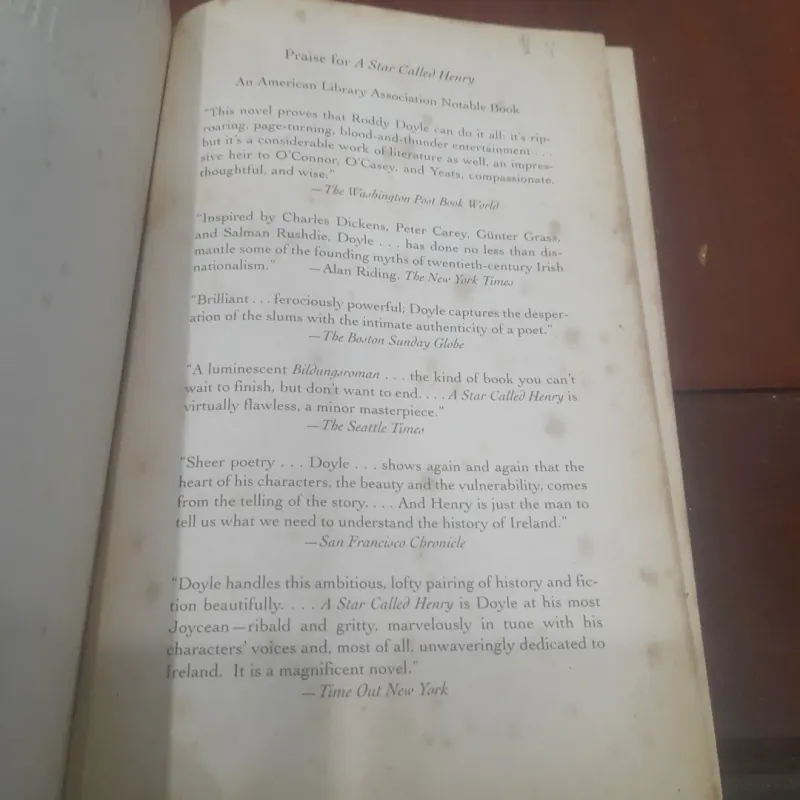 Praise for A Star Called Henry
An American Library Association Notable Book
“This novel proves that Roddy Doyle can do it all: it’s rip-
roaring, page-turning, blood-and-thunder entertainment . . .
but it’s a considerable work of literature as well, an impres-
sive heir to O’Connor, O’Casey, and Yeats, compassionate,
thoughtful, and wise.”
—The Washington Post Book World
“Inspired by Charles Dickens, Peter Carey, Günter Grass,
and Salman Rushdie, Doyle . . . has done no less than dis-
mantle some of the founding myths of twentieth-century Irish
nationalism.” —Alan Riding, The New York Times
“Brilliant . . . ferociously powerful; Doyle captures the desper-
ation of the slums with the intimate authenticity of a poet.”
—The Boston Sunday Globe
“A luminescent Bildungsroman . . . the kind of book you can’t
wait to finish, but don’t want to end. . . . A Star Called Henry is
virtually flawless, a minor masterpiece.”
—The Seattle Times
“Sheer poetry . . . Doyle . . . shows again and again that the
heart of his characters, the beauty and the vulnerability, comes
from the telling of the story. . . . And Henry is just the man to
tell us what we need to understand the history of Ireland.”
—San Francisco Chronicle
“Doyle handles this ambitious, lofty pairing of history and fic-
tion beautifully. . . . A Star Called Henry is Doyle at his most
Joycean—ribald and gritty, marvelously in tune with his
characters’ voices and, most of all, unwaveringly dedicated to
Ireland. It is a magnificent novel.”
—Time Out New York